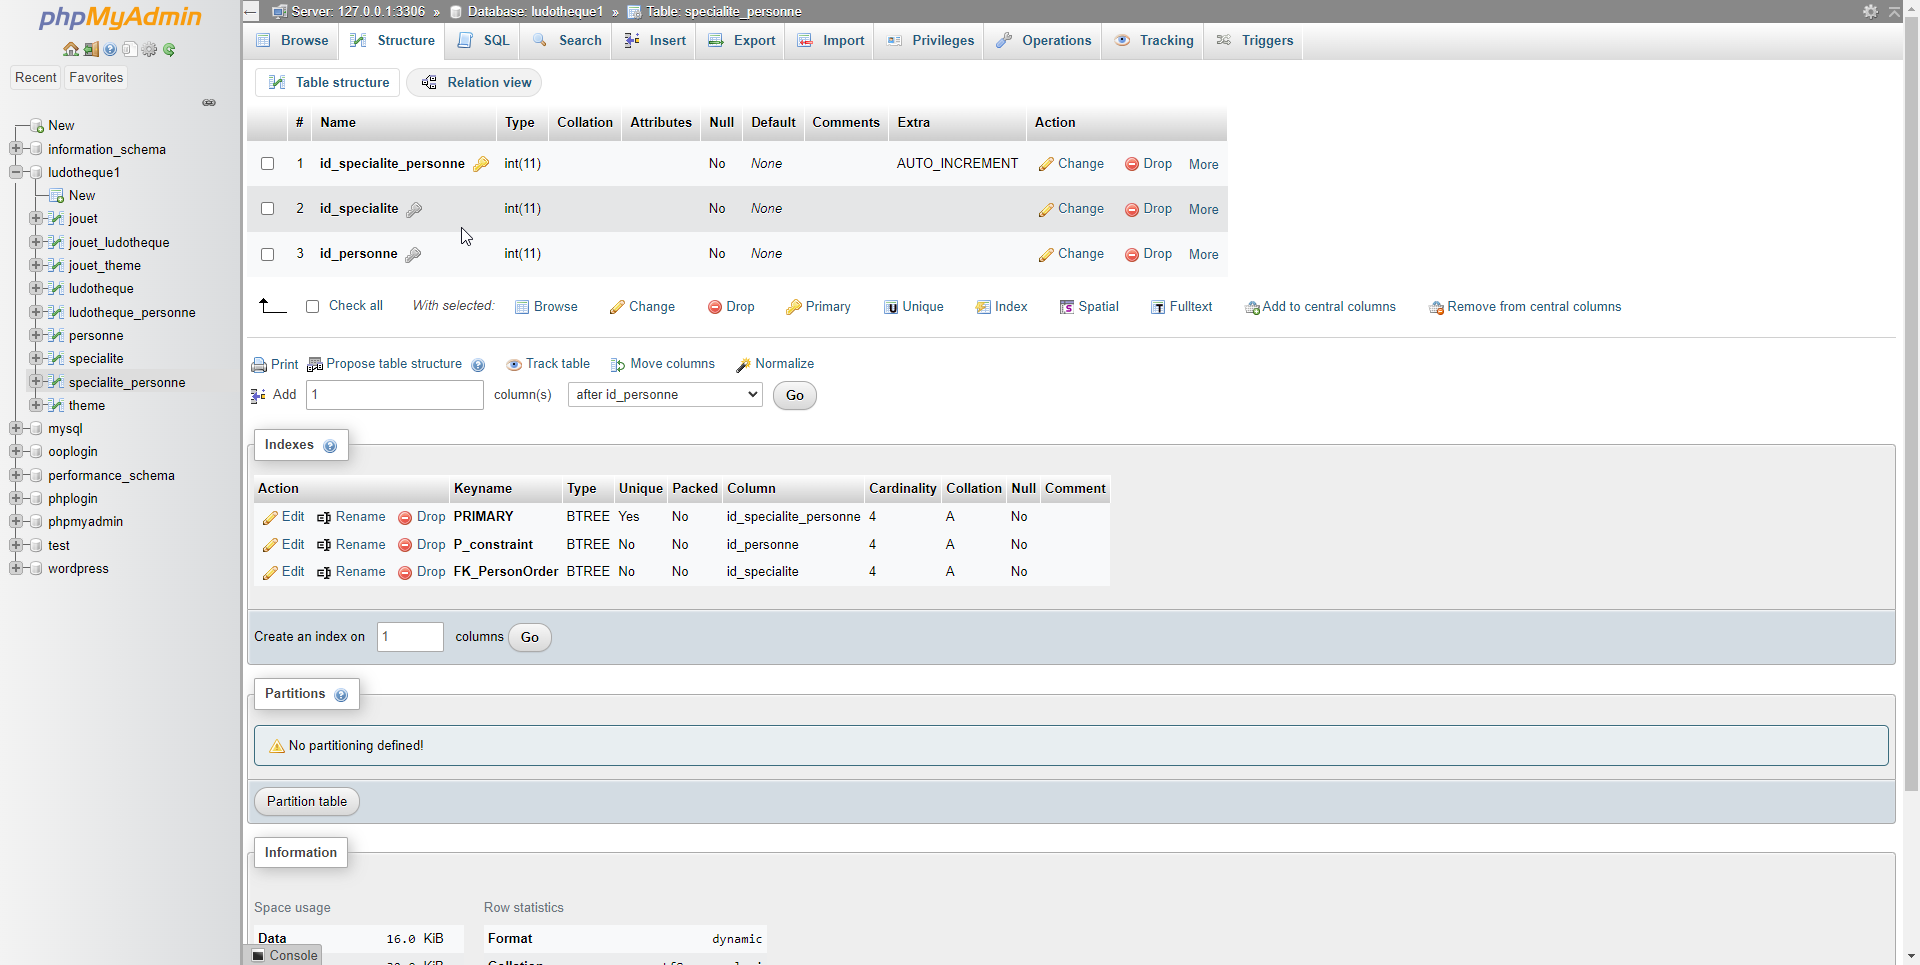 phpMyAdmin
Recent Favorites
New
information_schema
ludotheque1
New
jouet
jouet_ludotheque
jouet_theme
ludotheque
ludotheque_personne
personne
specialite
specialite_personne
theme
mysql
ooplogin
performance_schema
phplogin
phpmyadmin
test
wordpress
Server: 127.0.0.1:3306 » Database: ludotheque1 » Table: specialite_personne
Browse Structure SQL Search Insert Export Import Privileges Operations Tracking Triggers
Table structure Relation view
# Name Type Collation Attributes Null Default Comments Extra Action
1 id_specialite_personne int(11) No None AUTO_INCREMENT Change Drop More
2 id_specialite int(11) No None Change Drop More
3 id_personne int(11) No None Change Drop More
Check all With selected: Browse Change Drop Primary Unique Index Spatial Fulltext Add to central columns Remove from central columns
Print Propose table structure Track table Move columns Normalize
Add 1 column(s) after id_personne Go
Indexes
Action Keyname Type Unique Packed Column Cardinality Collation Null Comment
Edit Rename Drop PRIMARY BTREE Yes No id_specialite_personne 4 A No
Edit Rename Drop P_constraint BTREE No No id_personne 4 A No
Edit Rename Drop FK_PersonOrder BTREE No No id_specialite 4 A No
Create an index on 1 columns Go
Partitions
No partitioning defined!
Partition table
Information
Space usage Row statistics
Data 16.0 KiB Format dynamic
Console